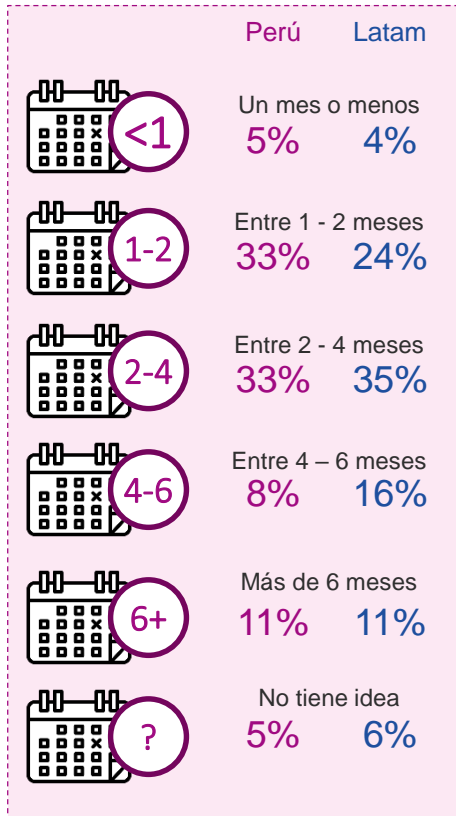 Perú Latam
<1
Un mes o menos
5% 4%
1-2
Entre 1 - 2 meses
33% 24%
2-4
Entre 2 - 4 meses
33% 35%
4-6
Entre 4 – 6 meses
8% 16%
6+
Más de 6 meses
11% 11%
?
No tiene idea
5% 6%